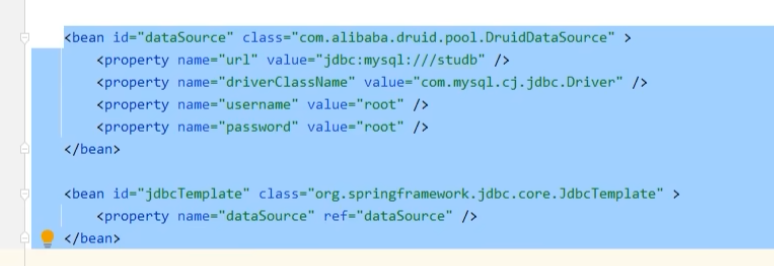 <bean id="dataSource" class="com.alibaba.druid.pool.DruidDataSource" >
<property name="url" value="jdbc:mysql:///studb" />
<property name="driverClassName" value="com.mysql.cj.jdbc.Driver" />
<property name="username" value="root" />
<property name="password" value="root" />
</bean>
<bean id="jdbcTemplate" class="org.springframework.jdbc.core.JdbcTemplate" >
<property name="dataSource" ref="dataSource" />
</bean>